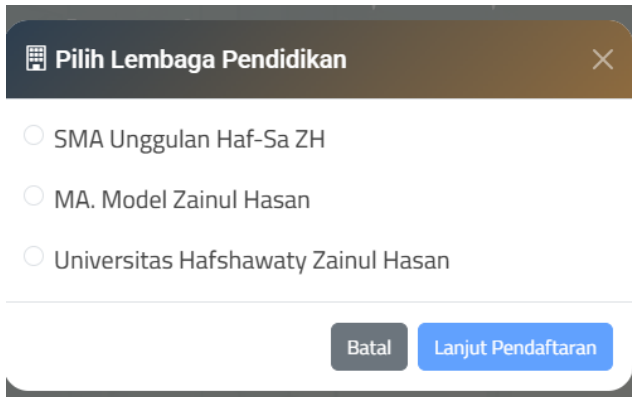 Pilih Lembaga Pendidikan
SMA Unggulan Haf-Sa ZH
MA. Model Zainul Hasan
Universitas Hafshawaty Zainul Hasan
Batal
Lanjut Pendaftaran